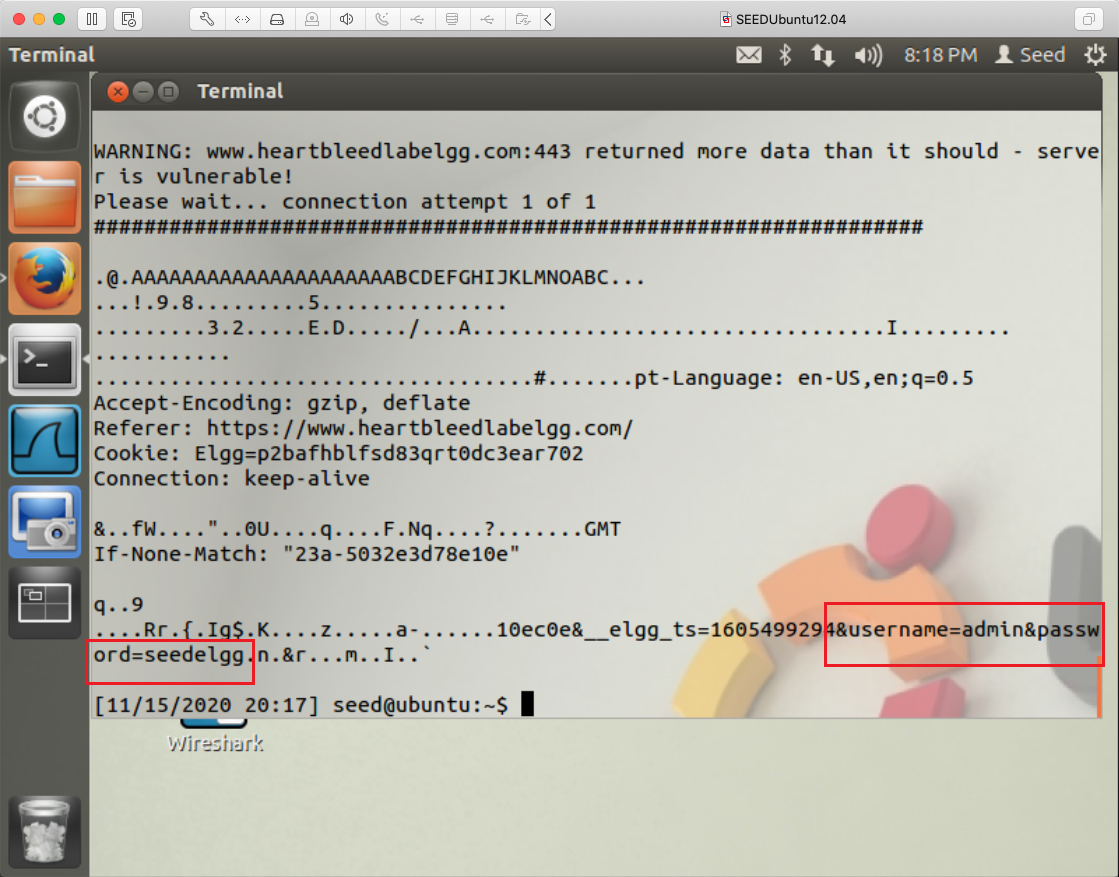 SEEDUbuntu12.04
Terminal
8:18 PM
Seed
Terminal
WARNING: www.heartbleedlabelgg.com:443 returned more data than it should - serve
r is vulnerable!
Please wait... connection attempt 1 of 1
##################################################################
.@.AAAAAAAAAAAAAAAAAAAAABCDEFGHIJKLMNOABC...
...!.9.8.........5...............
.........3.2.....E.D...../...A.................................I.........
...........
...................................#.......pt-Language: en-US,en;q=0.5
Accept-Encoding: gzip, deflate
Referer: https://www.heartbleedlabelgg.com/
Cookie: Elgg=p2bafhblfsd83qrt0dc3ear702
Connection: keep-alive
&..fW...."..0U....q....F.Nq....?.......GMT
If-None-Match: "23a-5032e3d78e10e"
q..9
....Rr.{.Ig$.K....z.....a-......10ec0e&__elgg_ts=1605499294&username=admin&passw
ord=seedelgg.n.&r...m..I..`
[11/15/2020 20:17] seed@ubuntu:~$
Wireshark